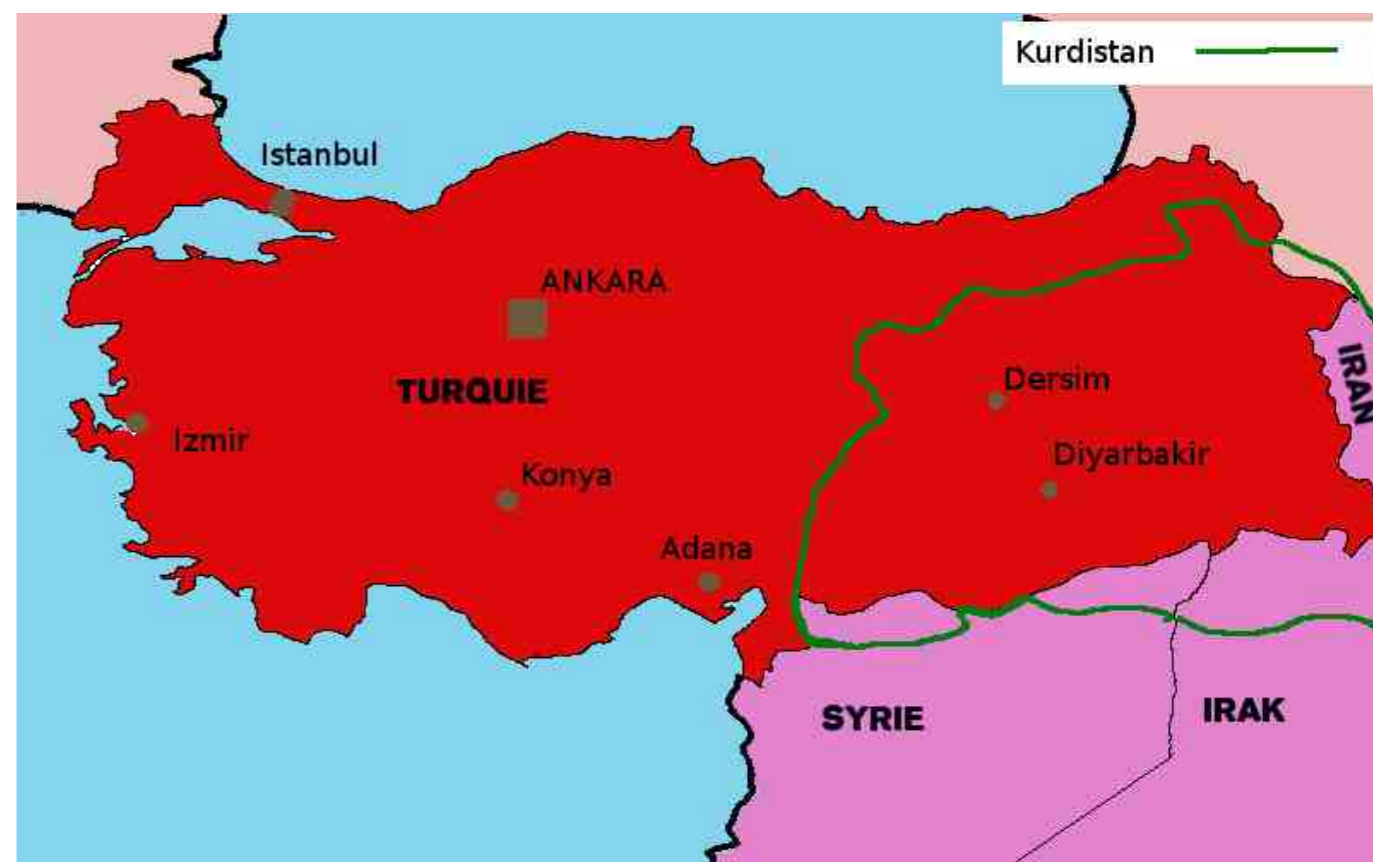 Kurdistan
Istanbul
ANKARA
IRAN
TURQUIE
Dersim
Izmir
Diyarbakir
Konya
Adana
SYRIE
IRAK